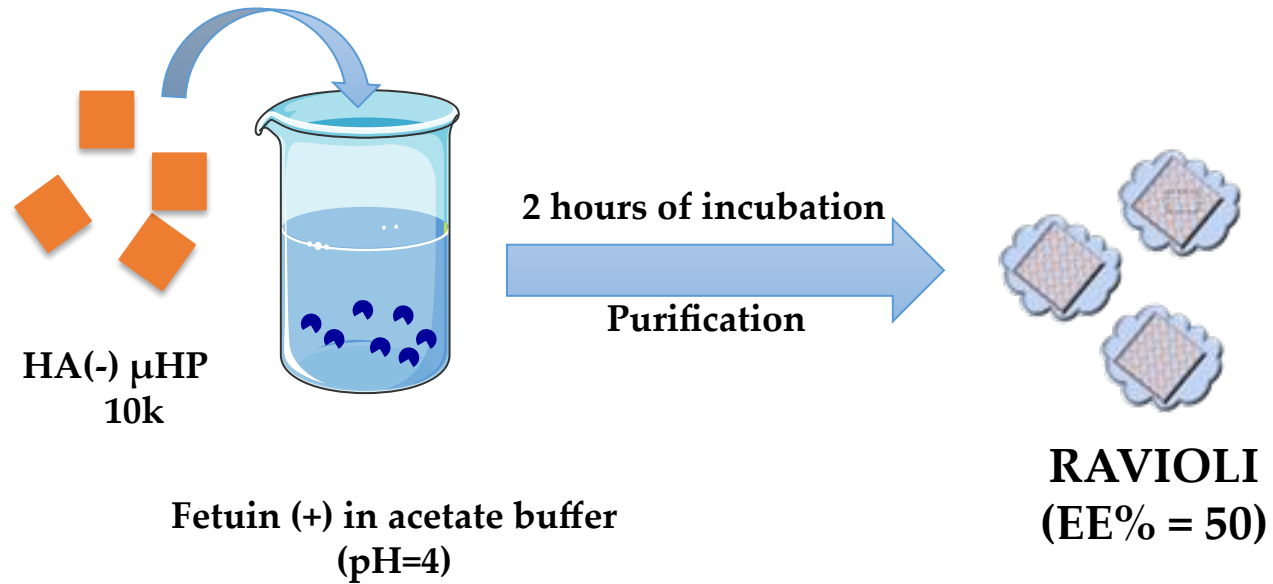 2 hours of incubation
Purification
HA(-) μHP
10k
Fetuin (+) in acetate buffer
(pH=4)
RAVIOLI
(EE% = 50)